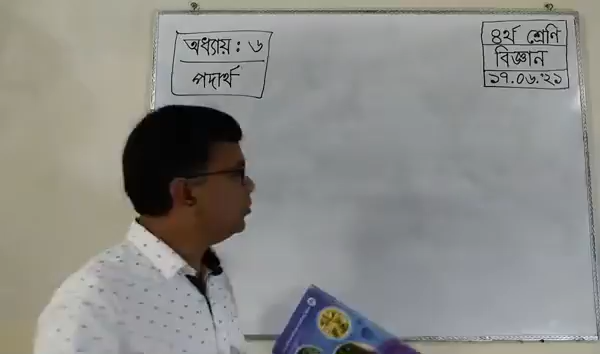 অধ্যায় : ৬
পদার্থ
৪র্থ শ্রেণি
বিজ্ঞান
১৭.০৬.'২১